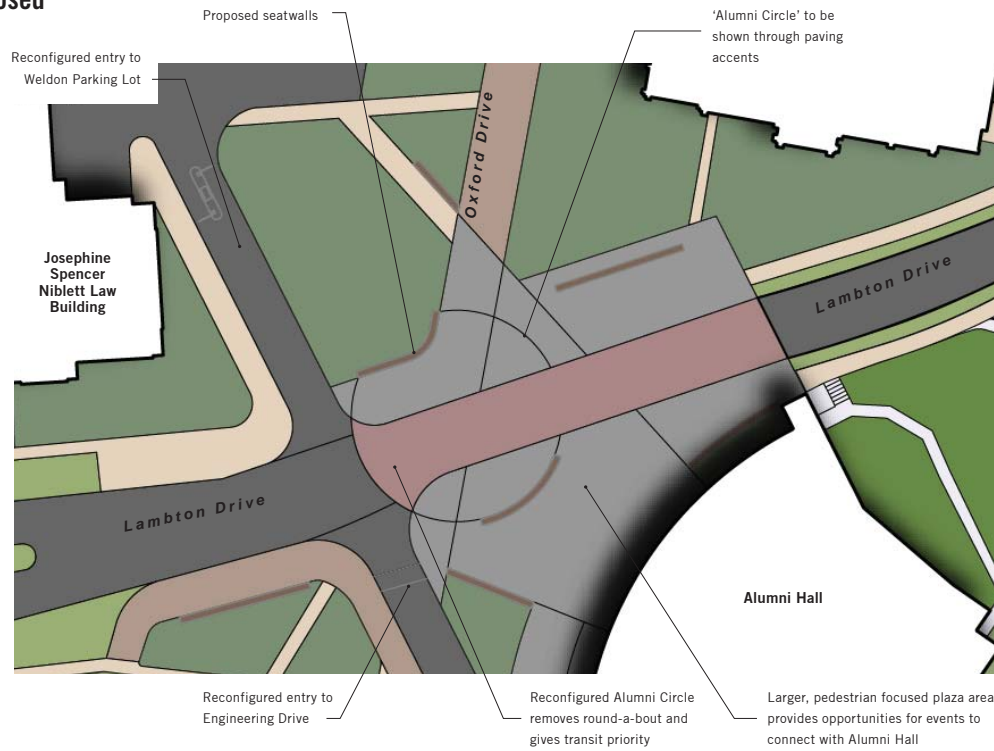 Proposed seatwalls
'Alumni Circle' to be
shown through paving
accents
Reconfigured entry to
Weldon Parking Lot
Oxford Drive
Josephine
Spencer
Niblett Law
Building
Lambton Drive
Lambton Drive
Alumni Hall
Reconfigured entry to
Engineering Drive
Reconfigured Alumni Circle
removes round-a-bout and
gives transit priority
Larger, pedestrian focused plaza area
provides opportunities for events to
connect with Alumni Hall